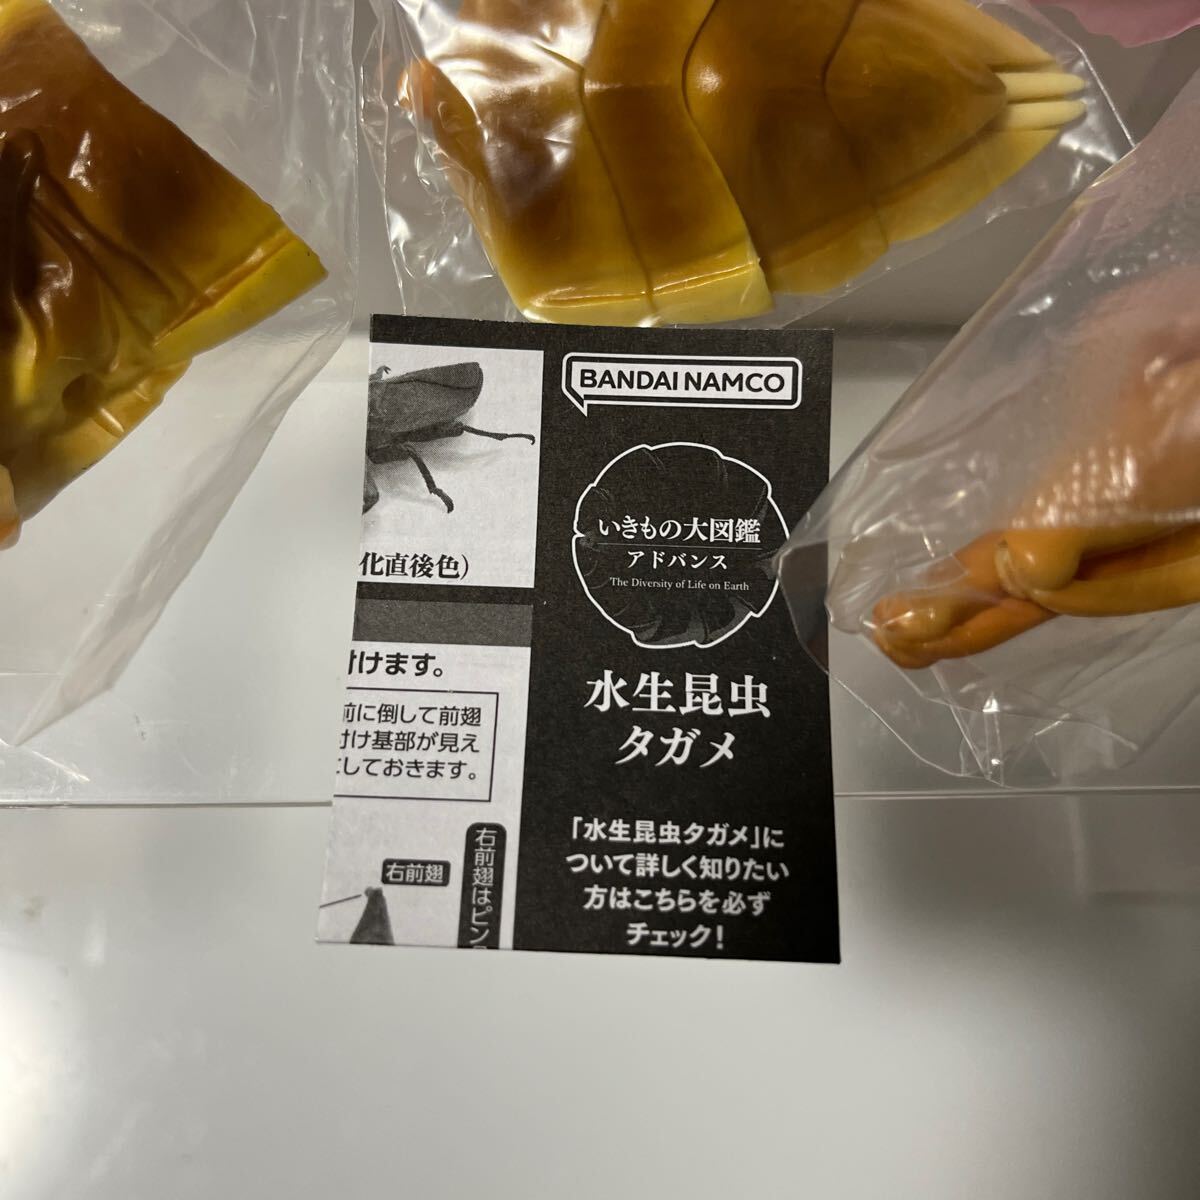 BANDAI NAMCO
いきもの大図鑑
アドバンス
The Diversity of Life on Earth
水生昆虫
タガメ
「水生昆虫タガメ」に
ついて詳しく知りたい
方はこちらを必ず
チェック!
化直後色)
けます。
前に倒して前翅
付け基部が見え
にしておきます。
右前翅
右前翅はピン